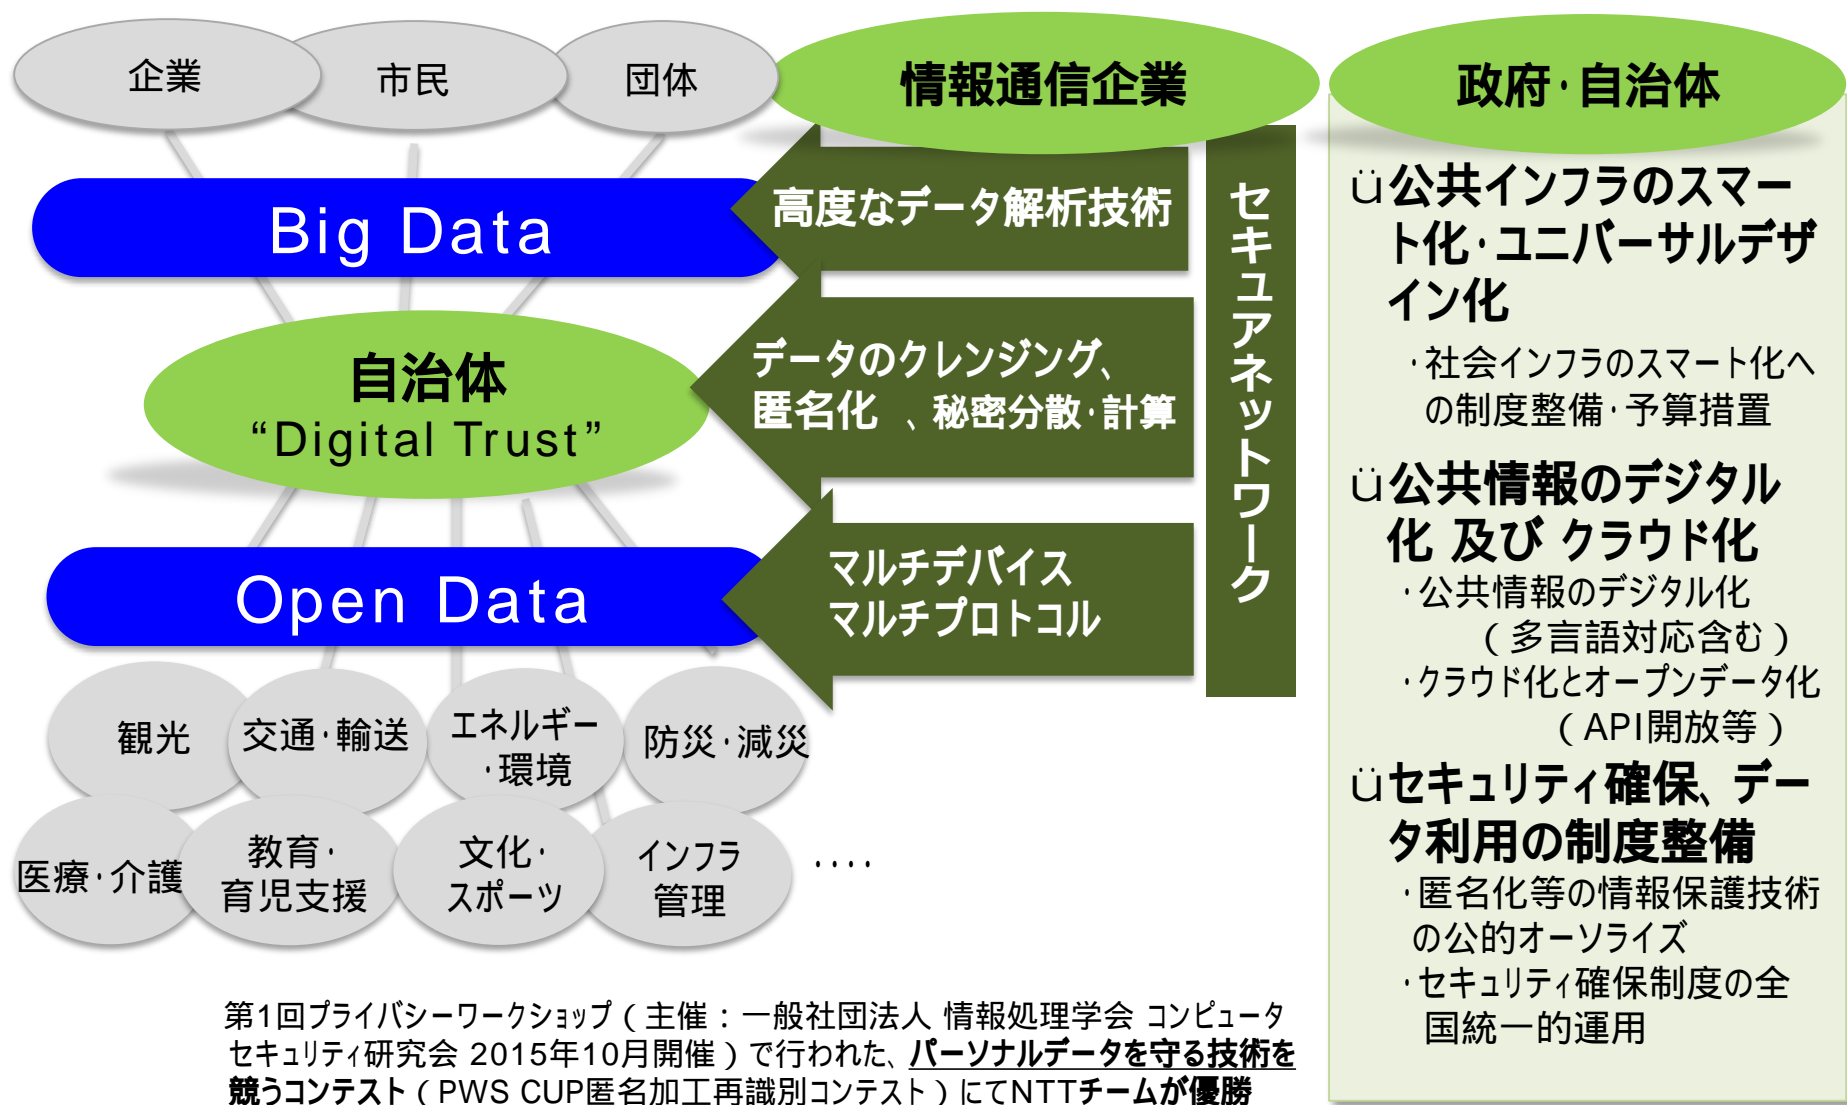 企業
市民
団体
情報通信企業
政府・自治体
Big Data
高度なデータ解析技術
セキュアネットワーク
自治体
“Digital Trust”
データのクレンジング、
匿名化 、秘密分散・計算
Open Data
マルチデバイス
マルチプロトコル
観光
交通・輸送
エネルギー
・環境
防災・減災
医療・介護
教育・
育児支援
文化・
スポーツ
インフラ
管理
・・・・
ü公共インフラのスマー
ト化・ユニバーサルデザ
イン化
・社会インフラのスマート化へ
の制度整備・予算措置
ü公共情報のデジタル
化 及び クラウド化
・公共情報のデジタル化
（多言語対応含む）
・クラウド化とオープンデータ化
（API開放等）
üセキュリティ確保、デー
タ利用の制度整備
・匿名化等の情報保護技術
の公的オーソライズ
・セキュリティ確保制度の全
国統一的運用
第1回プライバシーワークショップ（主催：一般社団法人 情報処理学会 コンピュータ
セキュリティ研究会 2015年10月開催）で行われた、パーソナルデータを守る技術を
競うコンテスト（PWS CUP匿名加工再識別コンテスト）にてNTTチームが優勝